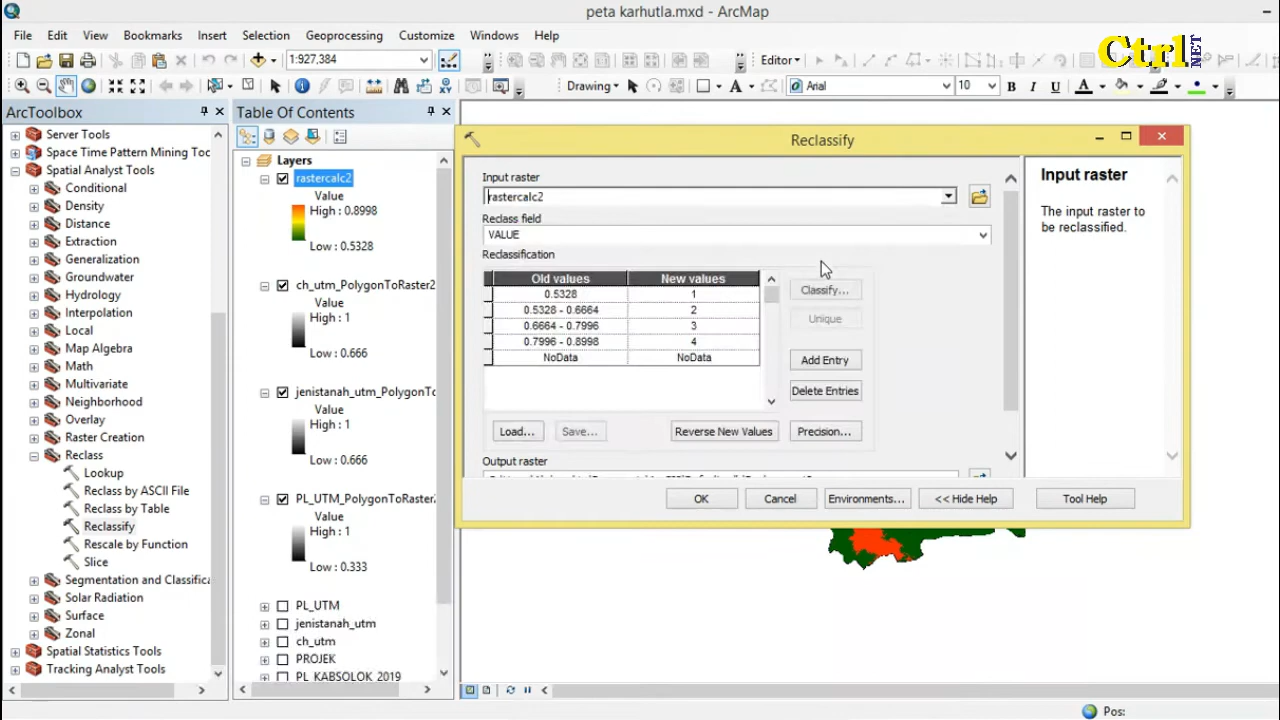 peta karhutla.mxd - ArcMap
File Edit View Bookmarks Insert Selection Geoprocessing Customize Windows Help
Ctrl NET
1:927,384
Editor
Drawing
Arial
10
B I U A
ArcToolbox
Server Tools
Space Time Pattern Mining Toc
Spatial Analyst Tools
Conditional
Density
Distance
Extraction
Generalization
Groundwater
Hydrology
Interpolation
Local
Map Algebra
Math
Multivariate
Neighborhood
Overlay
Raster Creation
Reclass
Lookup
Reclass by ASCII File
Reclass by Table
Reclassify
Rescale by Function
Slice
Segmentation and Classifica
Solar Radiation
Surface
Zonal
Spatial Statistics Tools
Tracking Analyst Tools
Table Of Contents
Layers
rastercalc2
Value
High : 0.8998
Low : 0.5328
ch_utm_PolygonToRaster2
Value
High : 1
Low : 0.666
jenistanah_utm_PolygonTo
Value
High : 1
Low : 0.666
PL_UTM_PolygonToRaster2
Value
High : 1
Low : 0.333
PL_UTM
jenistanah_utm
ch_utm
PROJEK
PL_KABSOLOK_2019
Reclassify
Input raster
rastercalc2
Reclass field
VALUE
Reclassification
Old values New values
0.5328 1
0.5328 - 0.6664 2
0.6664 - 0.7996 3
0.7996 - 0.8998 4
NoData NoData
Classify...
Unique
Add Entry
Delete Entries
Load... Save... Reverse New Values Precision...
Output raster
OK Cancel Environments... << Hide Help Tool Help
Input raster
The input raster to
be reclassified.
Pos: